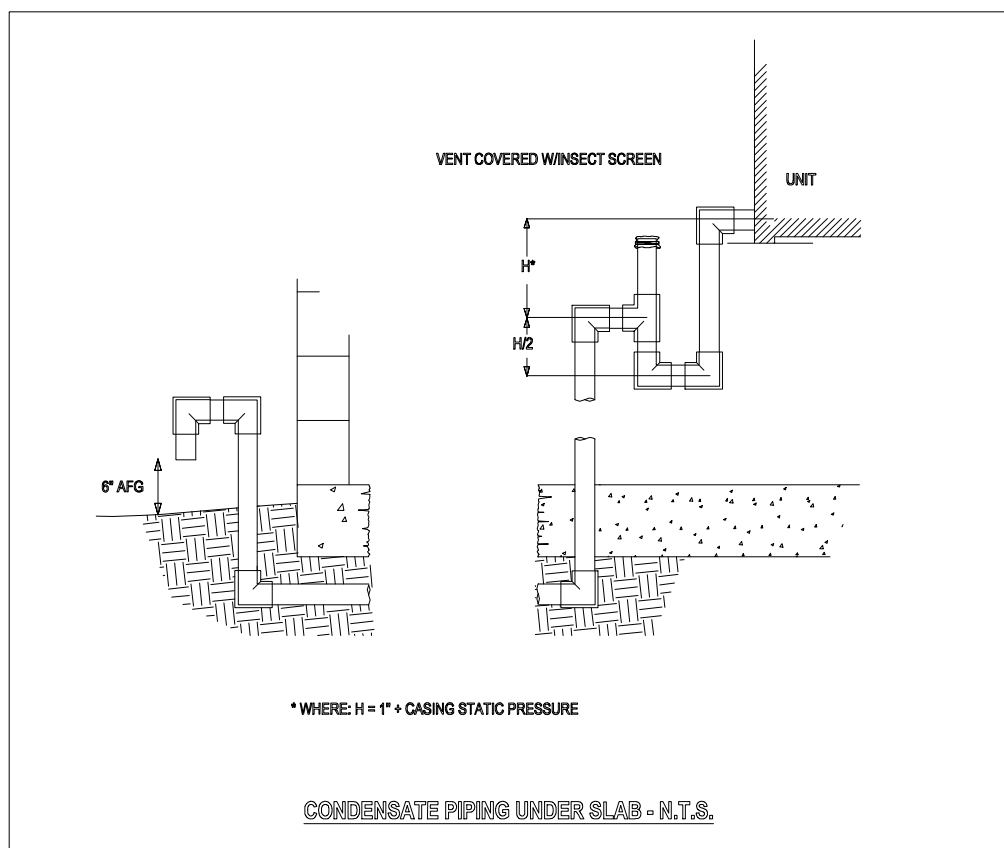 VENT COVERED W/INSECT SCREEN
UNIT
H*
H/2
6" AFG
* WHERE: H = 1" + CASING STATIC PRESSURE
CONDENSATE PIPING UNDER SLAB - N.T.S.